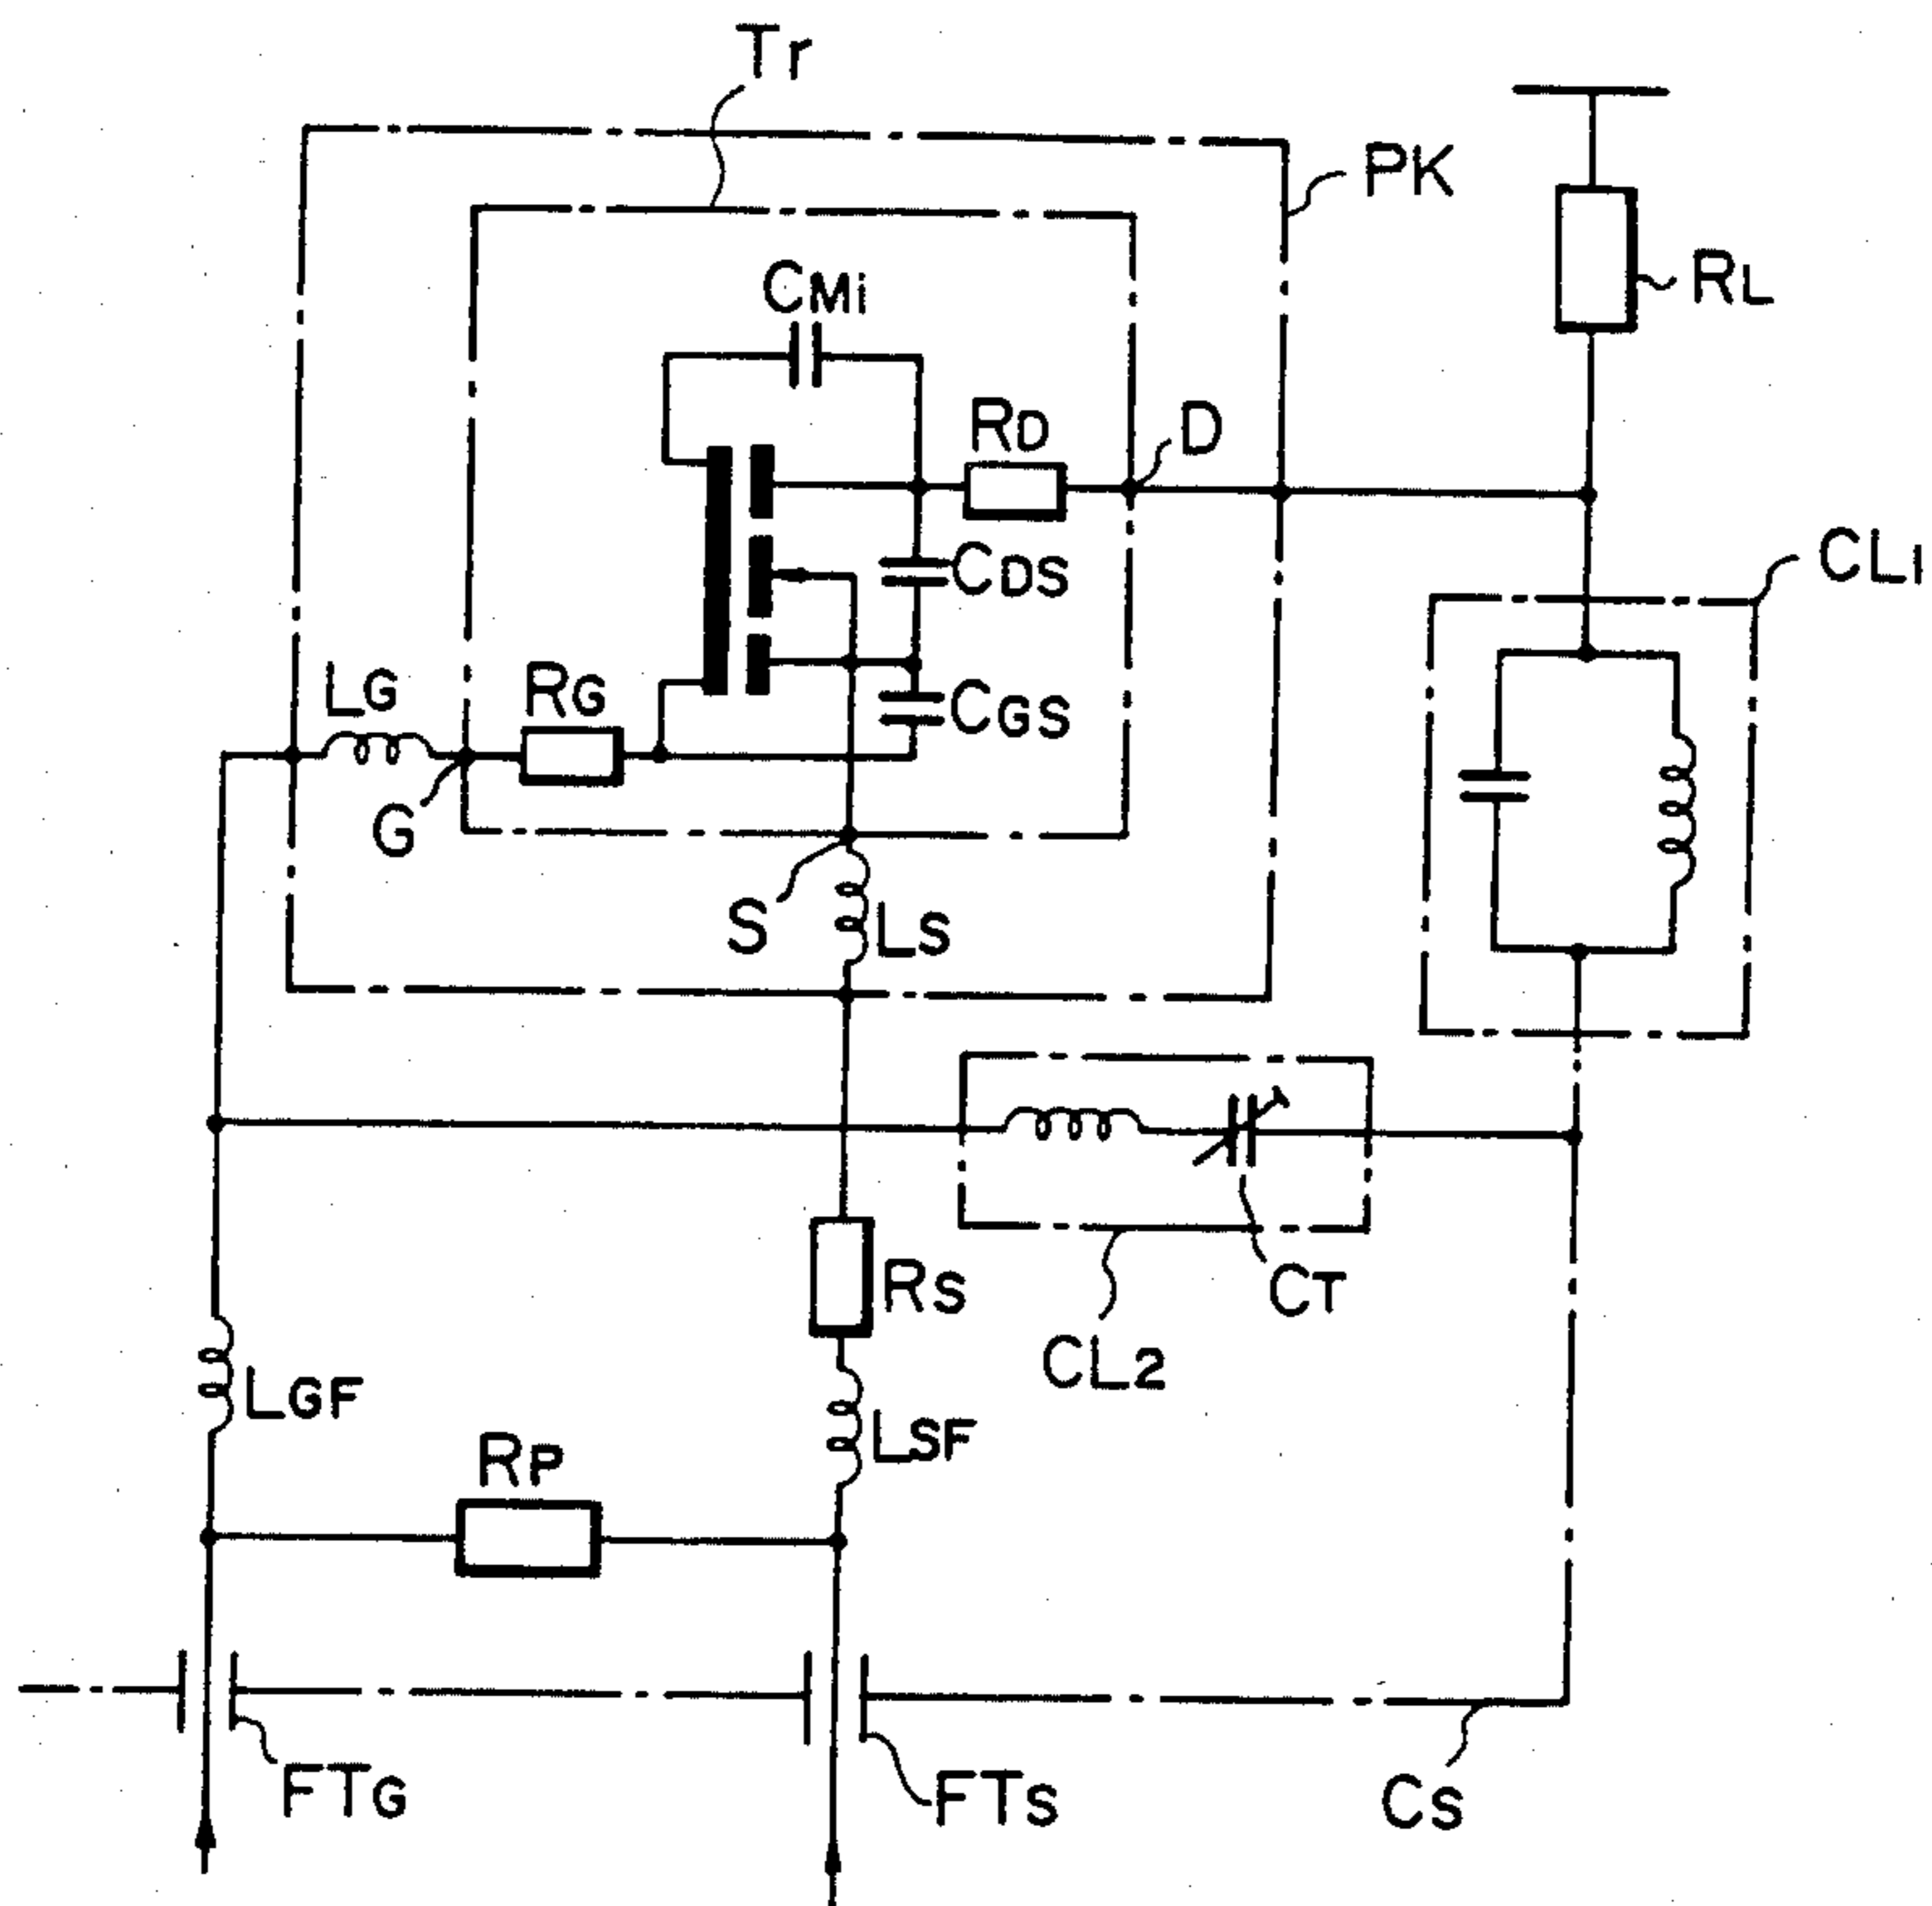 Tr
PK
RL
CMi
RD
D
CDS
CL1
LG
RG
CGS
G
S
LS
RS
CT
CL2
LGF
LSF
RP
FTG
FTS
CS